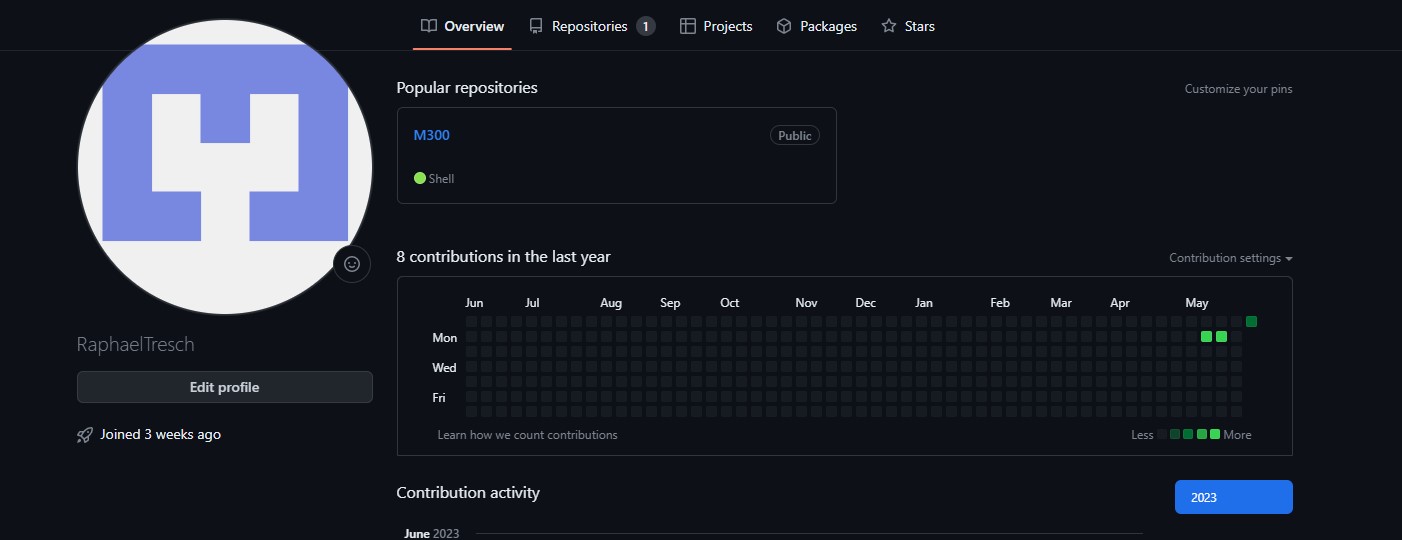 Overview Repositories 1 Projects Packages Stars
Popular repositories Customize your pins
M300 Public
Shell
8 contributions in the last year Contribution settings
Jun Jul Aug Sep Oct Nov Dec Jan Feb Mar Apr May
Mon
Wed
Fri
Learn how we count contributions Less More
RaphaelTresch
Edit profile
Joined 3 weeks ago
Contribution activity 2023
June 2023